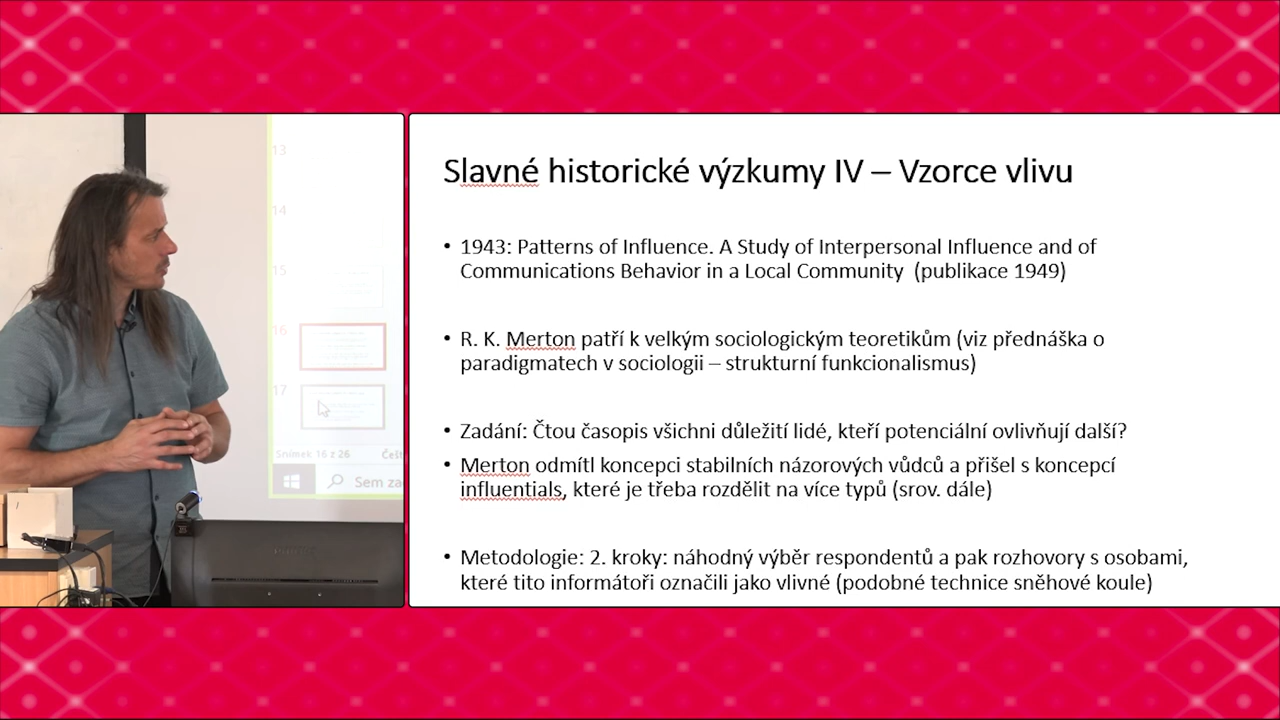 Slavné historické výzkumy IV – Vzorce vlivu
• 1943: Patterns of Influence. A Study of Interpersonal Influence and of
Communications Behavior in a Local Community (publikace 1949)
• R. K. Merton patří k velkým sociologickým teoretikům (viz přednáška o
paradigmatech v sociologii – strukturní funkcionalismus)
• Zadání: Čtou časopis všichni důležití lidé, kteří potenciální ovlivňují další?
• Merton odmítl koncepci stabilních názorových vůdců a přišel s koncepcí
influentials, které je třeba rozdělit na více typů (srov. dále)
• Metodologie: 2. kroky: náhodný výběr respondentů a pak rozhovory s osobami,
které tito informátoři označili jako vlivné (podobné technice sněhové koule)
13
14
15
16
17
Snímek 16 z 26
Sem